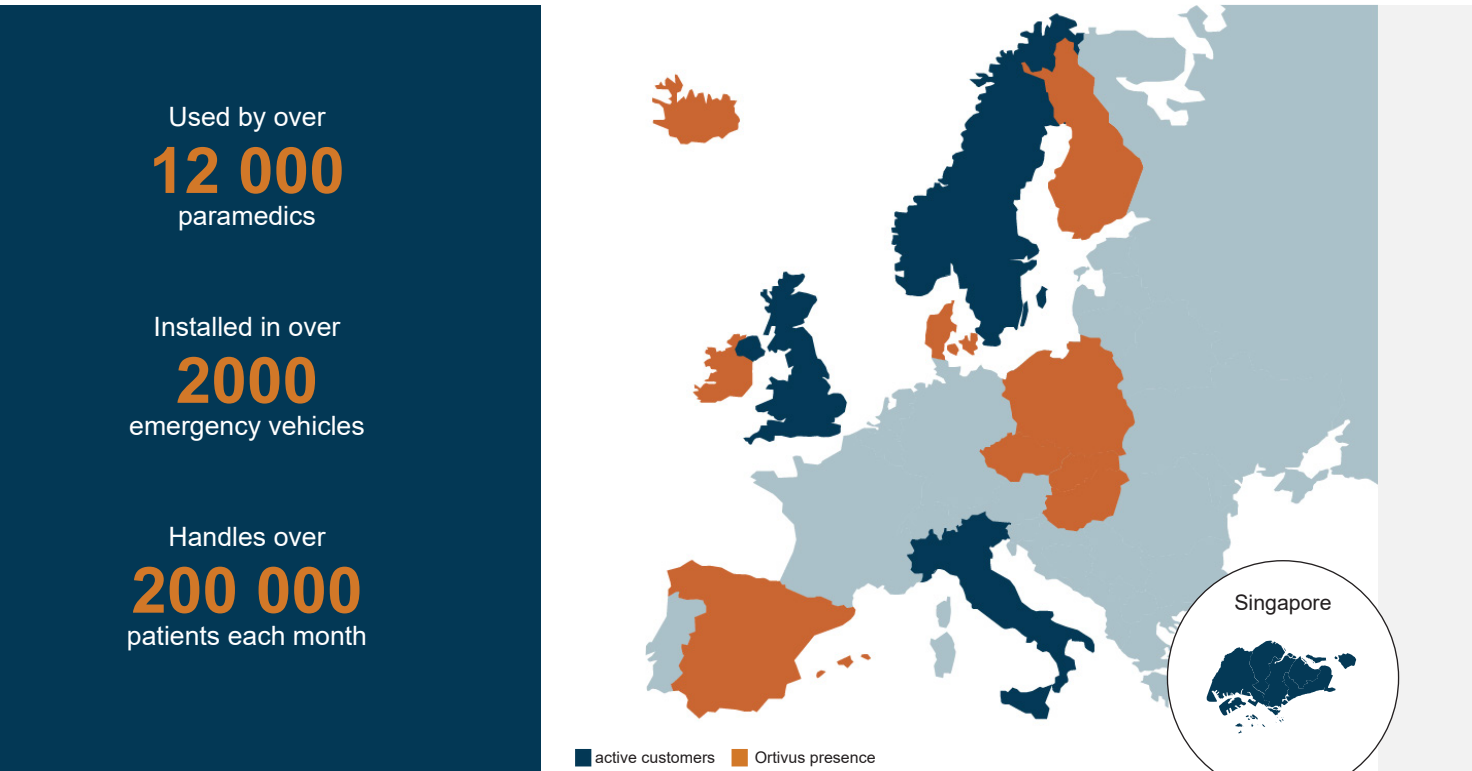 Used by over
12 000
paramedics
Installed in over
2000
emergency vehicles
Handles over
200 000
patients each month
Singapore
active customers
Ortivus presence